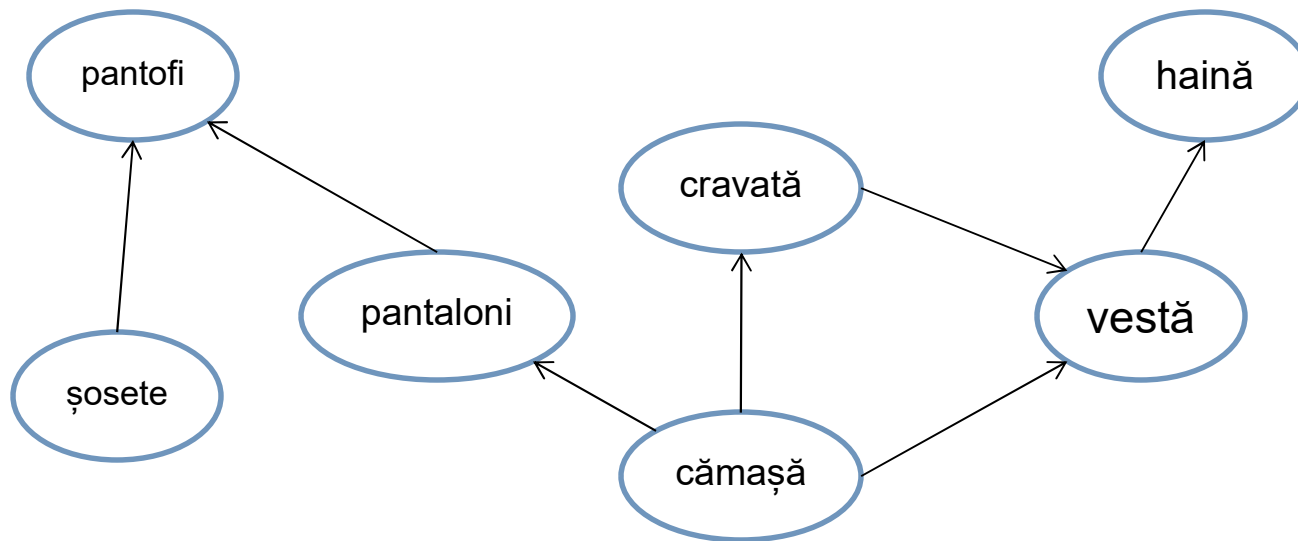 pantofi
haină
cravată
pantaloni
vestă
șosete
cămașă